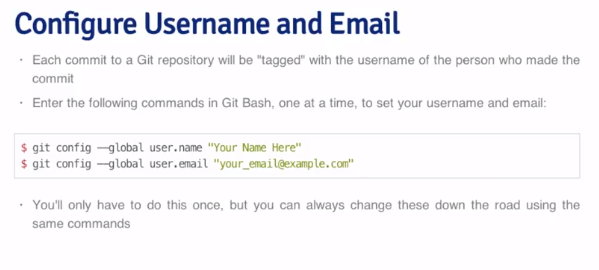 Configure Username and Email
· Each commit to a Git repository will be "tagged" with the username of the person who made the
commit
· Enter the following commands in Git Bash, one at a time, to set your username and email:
$ git config --global user.name "Your Name Here"
$ git config --global user.email "your_email@example.com"
· You'll only have to do this once, but you can always change these down the road using the
same commands